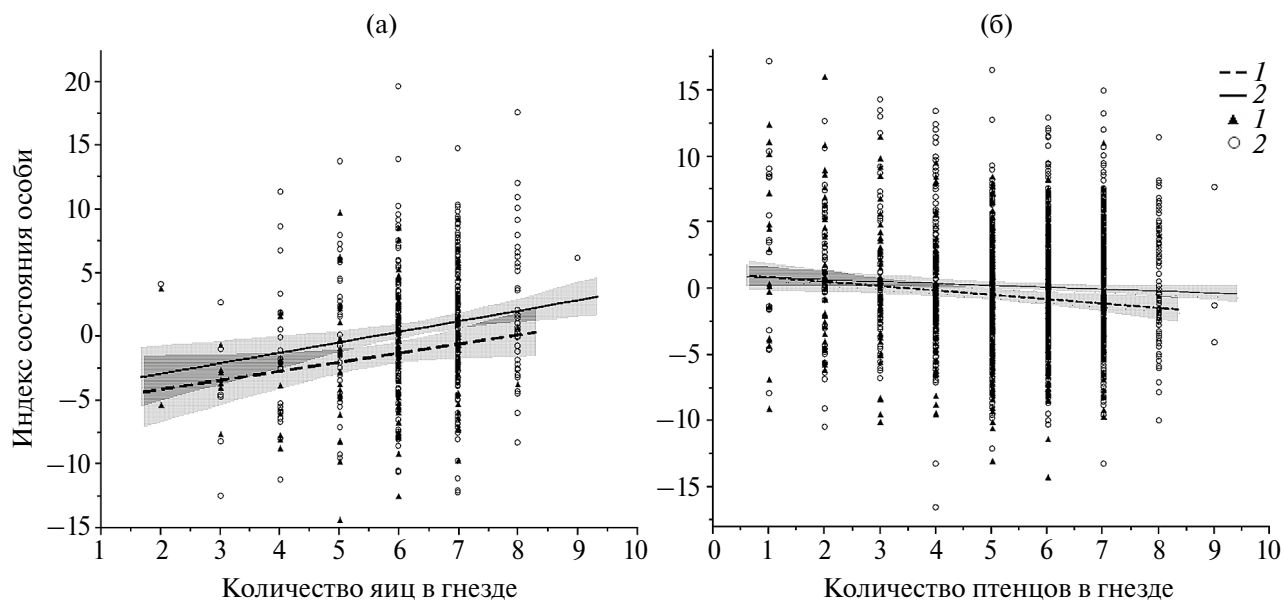 (а)
20
15
10
5
0
−5
−10
−15
1 2 3 4 5 6 7 8 9 10
Количество яиц в гнезде
Индекс состояния особи
(б)
15
10
5
0
−5
−10
−15
0 1 2 3 4 5 6 7 8 9 10
Количество птенцов в гнезде
1
2
1
2